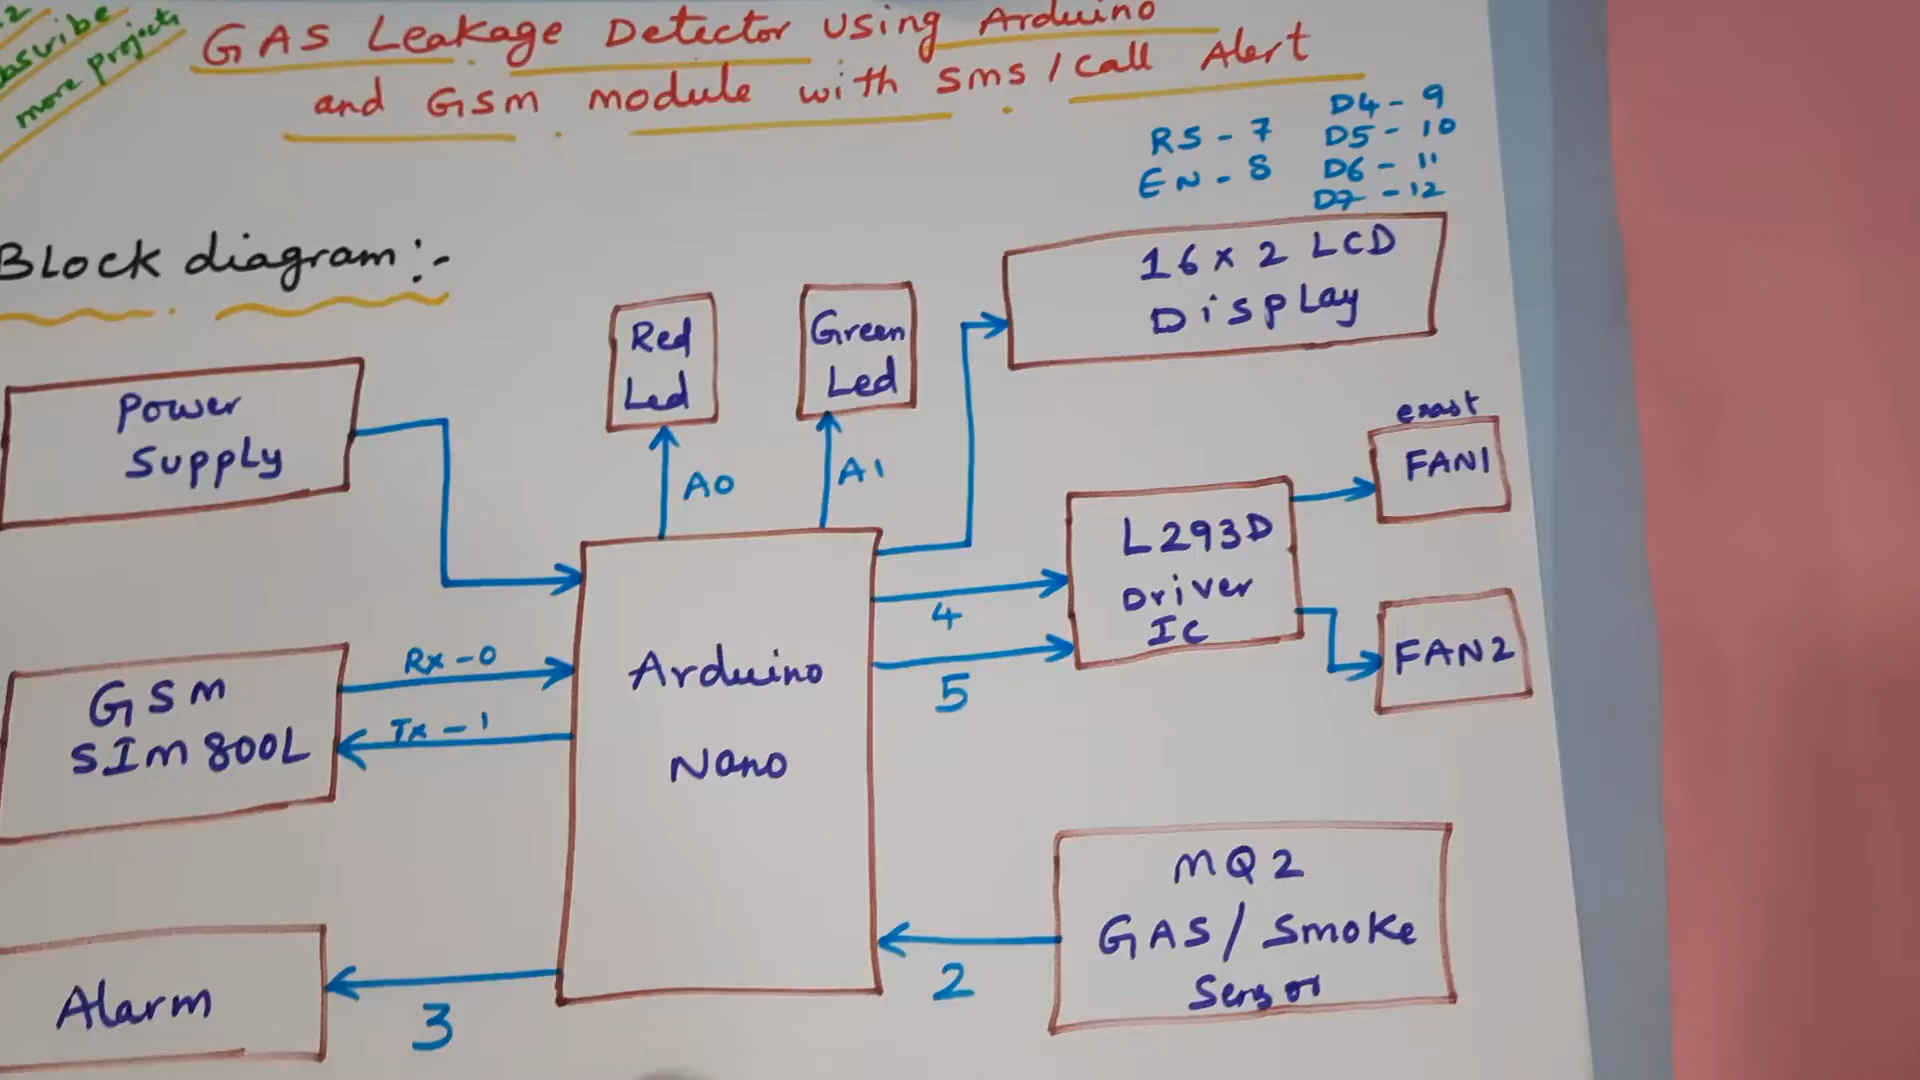 more projects
GAS Leakage Detector using Arduino
and GSm module with sms/call Alert
RS - 7
EN - 8
D4 - 9
D5 - 10
D6 - 11
D7 - 12
Block diagram:-
16x2 LCD
Display
Red
Led
Green
Led
Power
Supply
A0
A1
FAN1
L293D
Driver
IC
4
5
FAN2
GSm
SIm 800L
Rx-0
Tx-1
Arduino
Nano
MQ2
GAS/Smoke
Sensor
2
Alarm
3